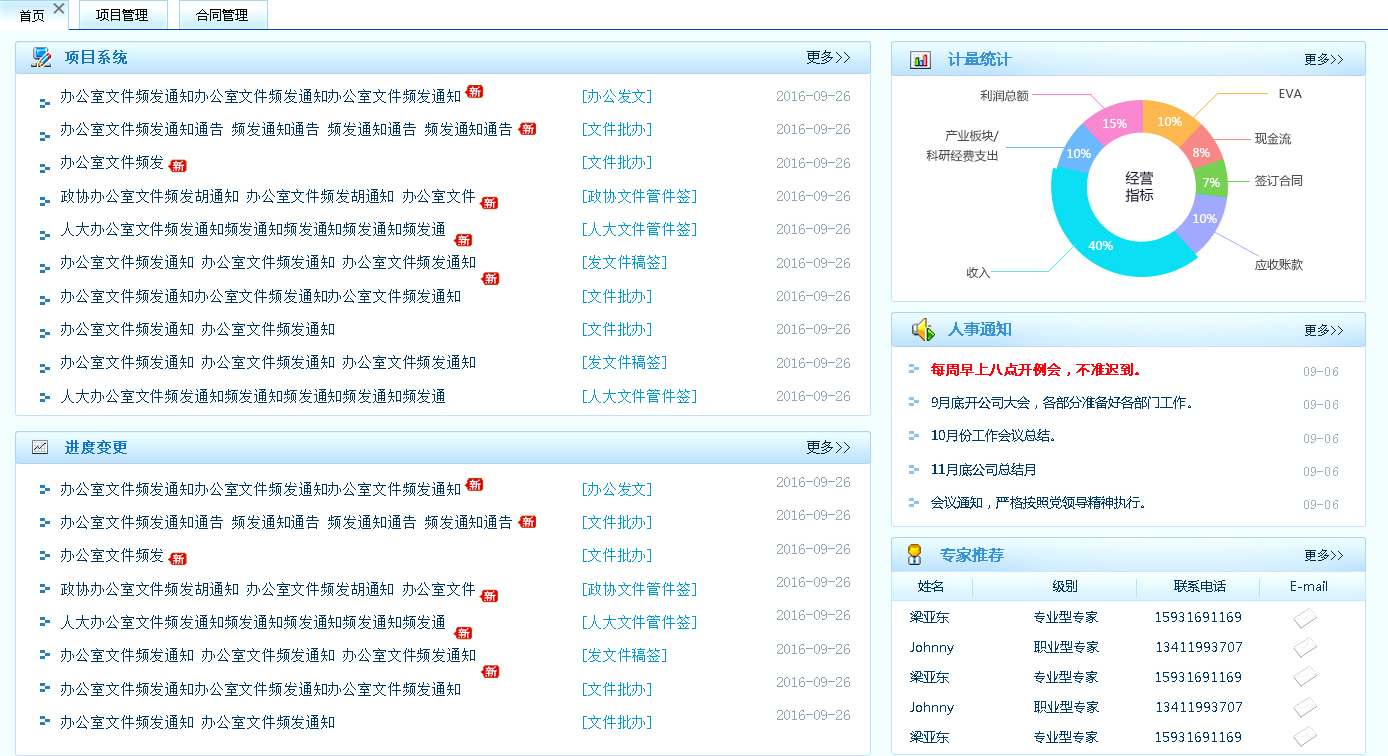 首页 项目管理 合同管理
项目系统 更多>>
办公室文件频发通知办公室文件频发通知办公室文件频发通知 新 [办公发文] 2016-09-26
办公室文件频发通知通告 频发通知通告 频发通知通告 频发通知通告 新 [文件批办] 2016-09-26
办公室文件频发 新 [文件批办] 2016-09-26
政协办公室文件频发胡通知 办公室文件频发胡通知 办公室文件 新 [政协文件管件签] 2016-09-26
人大办公室文件频发通知频发通知频发通知频发通知频发通 新 [人大文件管件签] 2016-09-26
办公室文件频发通知 办公室文件频发通知 办公室文件频发通知 新 [发文件稿签] 2016-09-26
办公室文件频发通知办公室文件频发通知办公室文件频发通知 [文件批办] 2016-09-26
办公室文件频发通知 办公室文件频发通知 [文件批办] 2016-09-26
办公室文件频发通知 办公室文件频发通知 办公室文件频发通知 [发文件稿签] 2016-09-26
人大办公室文件频发通知频发通知频发通知频发通知频发通 [人大文件管件签] 2016-09-26
进度变更 更多>>
办公室文件频发通知办公室文件频发通知办公室文件频发通知 新 [办公发文] 2016-09-26
办公室文件频发通知通告 频发通知通告 频发通知通告 频发通知通告 新 [文件批办] 2016-09-26
办公室文件频发 新 [文件批办] 2016-09-26
政协办公室文件频发胡通知 办公室文件频发胡通知 办公室文件 新 [政协文件管件签] 2016-09-26
人大办公室文件频发通知频发通知频发通知频发通知频发通 新 [人大文件管件签] 2016-09-26
办公室文件频发通知 办公室文件频发通知 办公室文件频发通知 新 [发文件稿签] 2016-09-26
办公室文件频发通知办公室文件频发通知办公室文件频发通知 [文件批办] 2016-09-26
办公室文件频发通知 办公室文件频发通知 [文件批办] 2016-09-26
计量统计 更多>>
利润总额 15% 10% EVA
产业板块/
科研经费支出 10% 8% 现金流
经营
指标
7% 签订合同
10% 应收账款
40% 收入
人事通知 更多>>
每周早上八点开例会，不准迟到。 09-06
9月底开公司大会，各部分准备好各部门工作。 09-06
10月份工作会议总结。 09-06
11月底公司总结月 09-06
会议通知，严格按照党领导精神执行。 09-06
专家推荐 更多>>
姓名 级别 联系电话 E-mail
梁亚东 专业型专家 15931691169
Johnny 职业型专家 13411993707
梁亚东 专业型专家 15931691169
Johnny 职业型专家 13411993707
梁亚东 专业型专家 15931691169